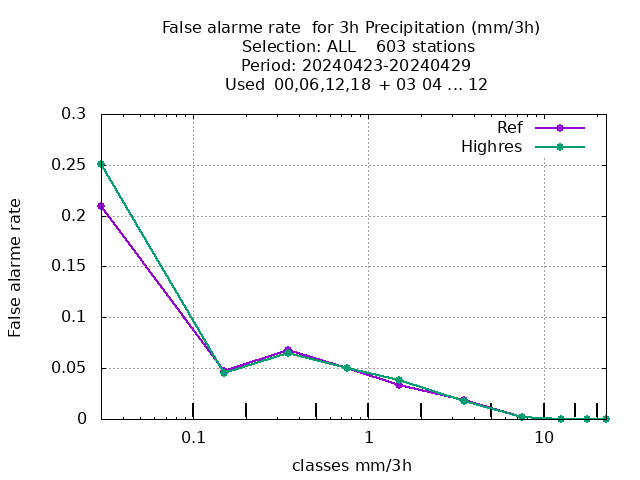 False alarme rate  for 3h Precipitation (mm/3h)
Selection: ALL    603 stations
Period: 20240423-20240429
Used  00,06,12,18 + 03 04 ... 12
Ref
Highres
0.3
0.25
0.2
0.15
0.1
0.05
0
False alarme rate
0.1 1 10
classes mm/3h